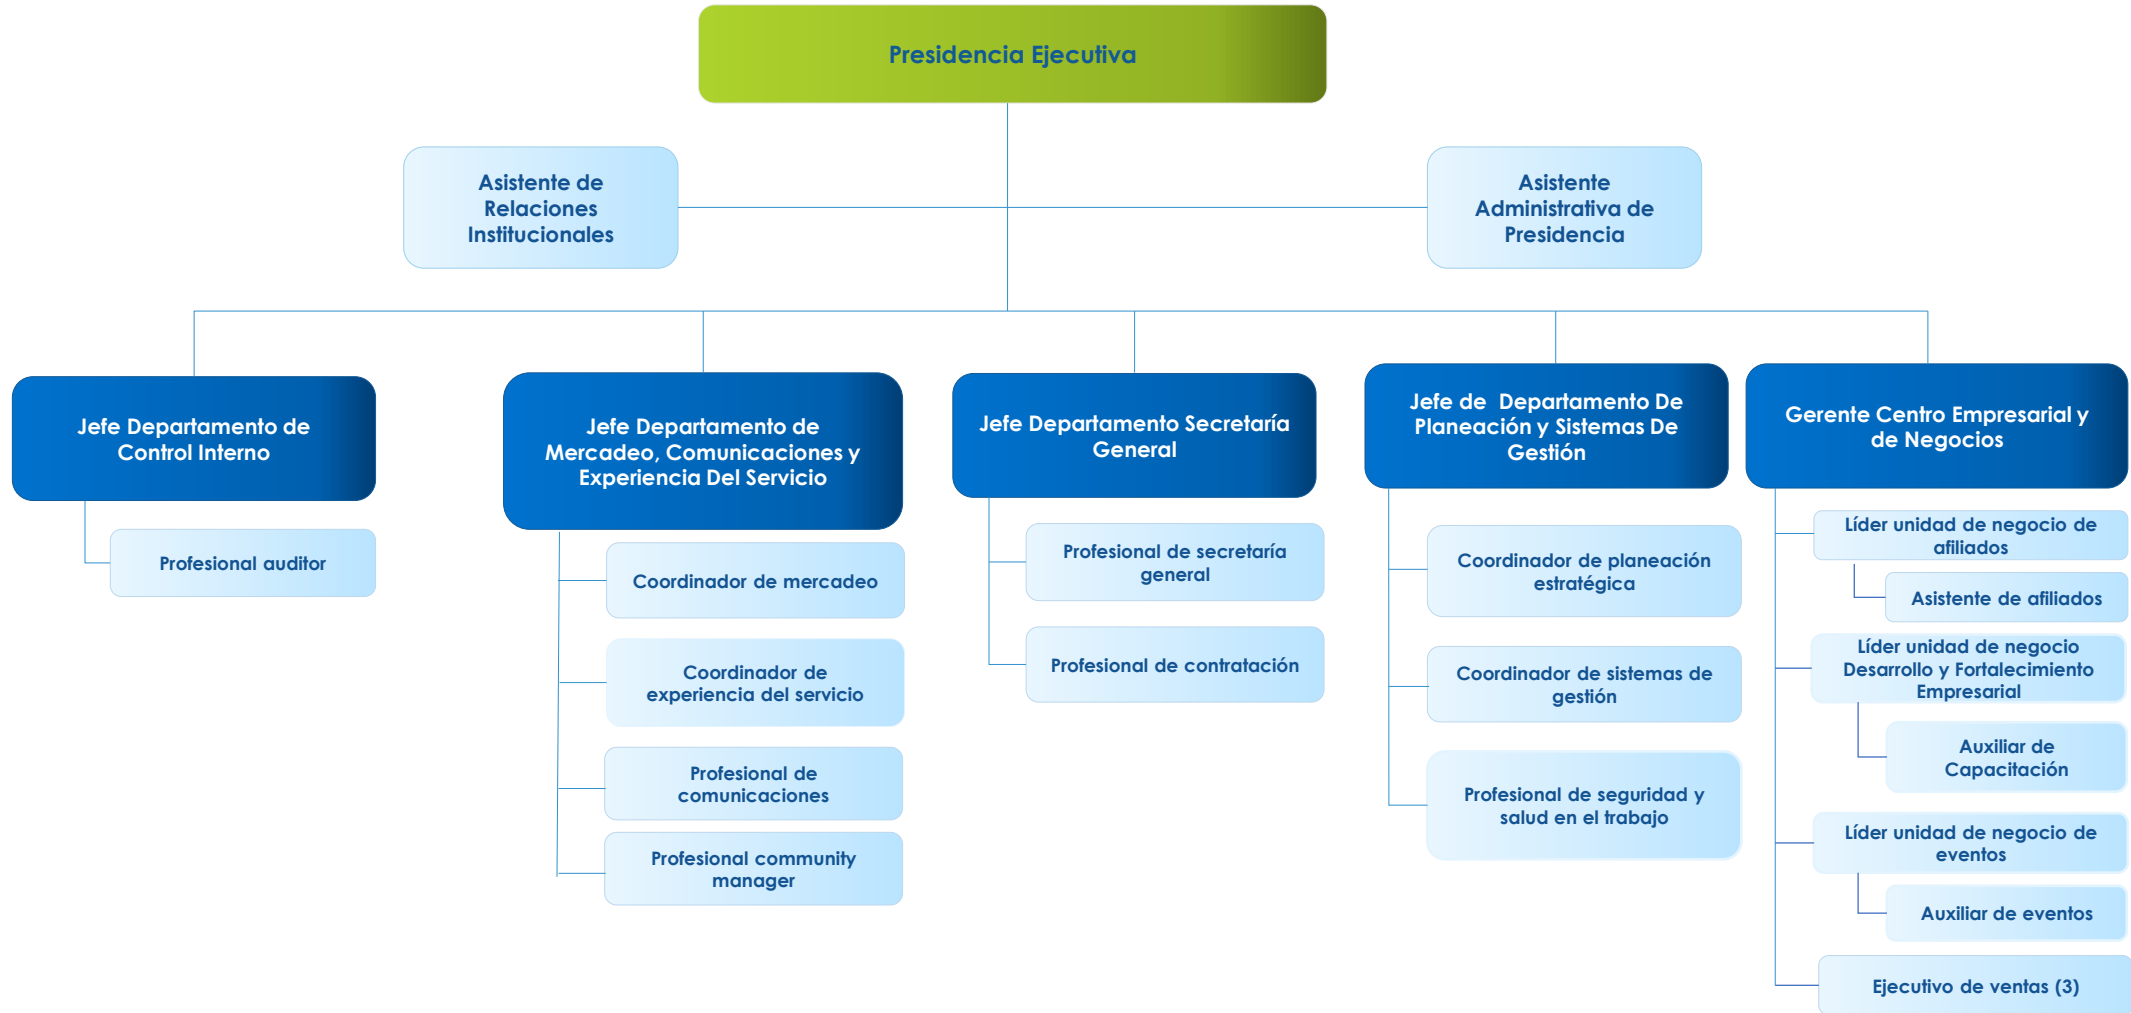 Presidencia Ejecutiva
Asistente de
Relaciones
Institucionales
Asistente
Administrativa de
Presidencia
Jefe Departamento de
Control Interno
Profesional auditor
Jefe Departamento de
Mercadeo, Comunicaciones y
Experiencia Del Servicio
Coordinador de mercadeo
Coordinador de
experiencia del servicio
Profesional de
comunicaciones
Profesional community
manager
Jefe Departamento Secretaría
General
Profesional de secretaría
general
Profesional de contratación
Jefe de Departamento De
Planeación y Sistemas De
Gestión
Coordinador de planeación
estratégica
Coordinador de sistemas de
gestión
Profesional de seguridad y
salud en el trabajo
Gerente Centro Empresarial y
de Negocios
Líder unidad de negocio de
afiliados
Asistente de afiliados
Líder unidad de negocio
Desarrollo y Fortalecimiento
Empresarial
Auxiliar de
Capacitación
Líder unidad de negocio de
eventos
Auxiliar de eventos
Ejecutivo de ventas (3)